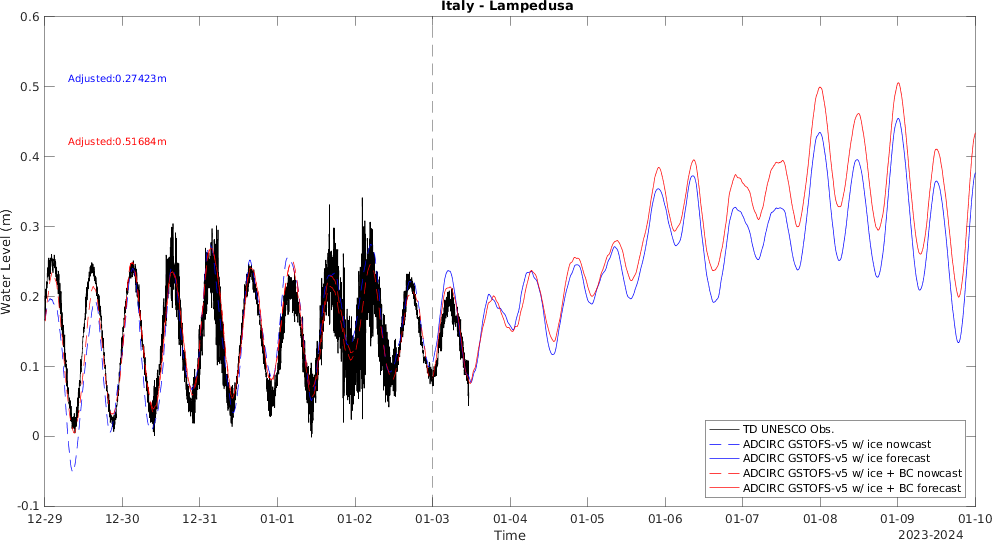 Italy - Lampedusa
0.6
0.5
0.4
0.3
0.2
0.1
0
-0.1
Water Level (m)
Adjusted:0.27423m
Adjusted:0.51684m
TD UNESCO Obs.
ADCIRC GSTOFS-v5 w/ ice nowcast
ADCIRC GSTOFS-v5 w/ ice forecast
ADCIRC GSTOFS-v5 w/ ice + BC nowcast
ADCIRC GSTOFS-v5 w/ ice + BC forecast
12-29 12-30 12-31 01-01 01-02 01-03 01-04 01-05 01-06 01-07 01-08 01-09 01-10
Time
2023-2024